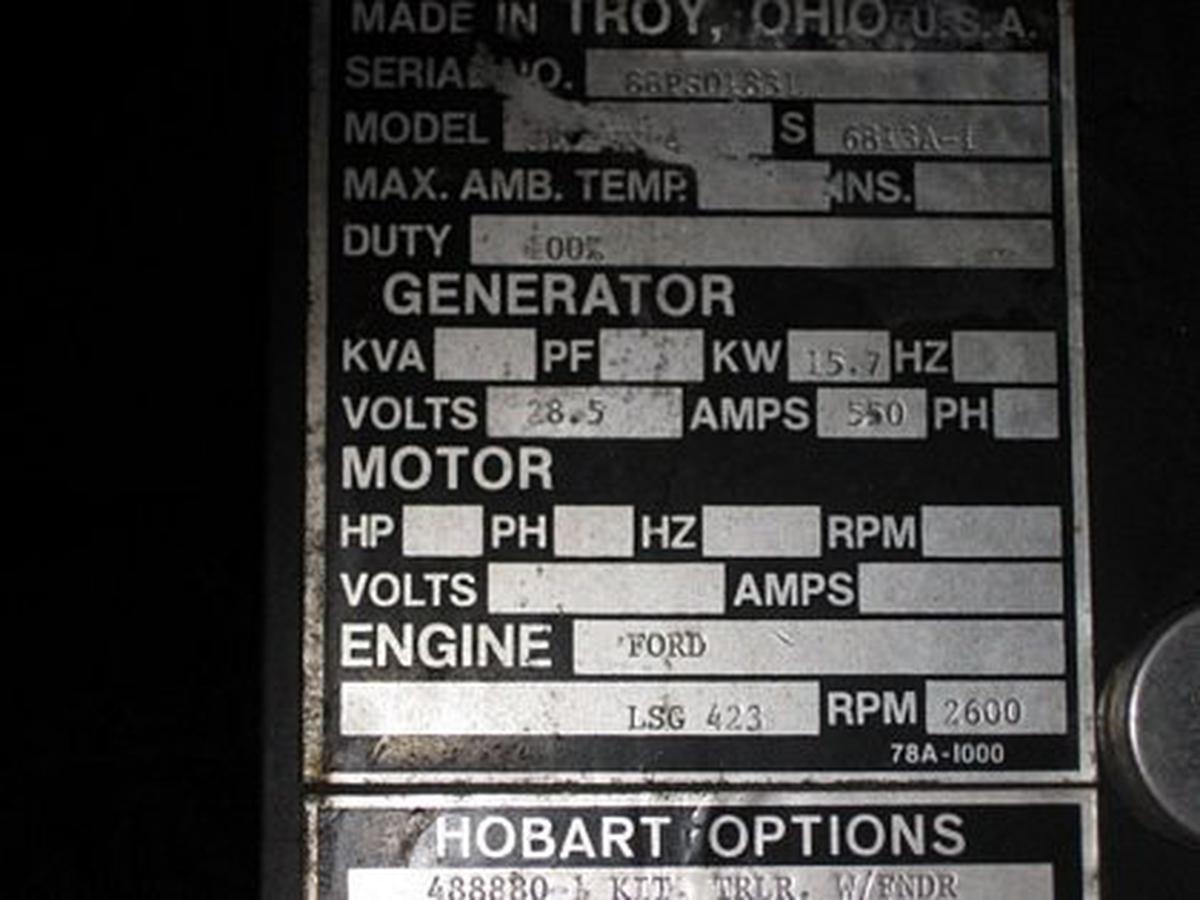 MADE IN TROY, OHIO U.S.A.
SERIAL NO. 88PS01881
MODEL S 6813A-1
MAX. AMB. TEMP. INS.
DUTY 100%
GENERATOR
KVA PF KW 15.7 HZ
VOLTS 28.5 AMPS 550 PH
MOTOR
HP PH HZ RPM
VOLTS AMPS
ENGINE FORD
LSG 423 RPM 2600
78A-1000
HOBART OPTIONS
488880-1 KIT. TRLR. W/FNDR